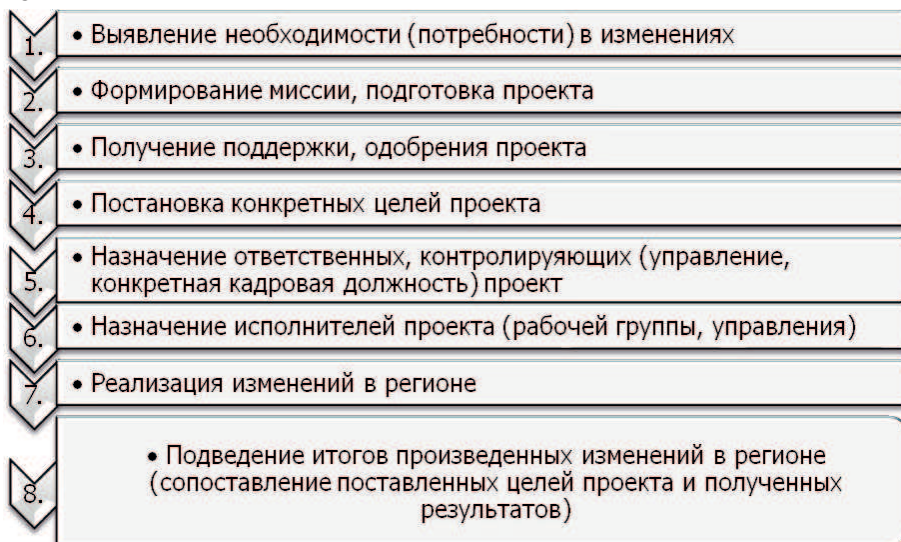 1. • Выявление необходимости (потребности) в изменениях
2. • Формирование миссии, подготовка проекта
3. • Получение поддержки, одобрения проекта
4. • Постановка конкретных целей проекта
5. • Назначение ответственных, контролируяющих (управление,
конкретная кадровая должность) проект
6. • Назначение исполнителей проекта (рабочей группы, управления)
7. • Реализация изменений в регионе
8. • Подведение итогов произведенных изменений в регионе
(сопоставление поставленных целей проекта и полученных
результатов)